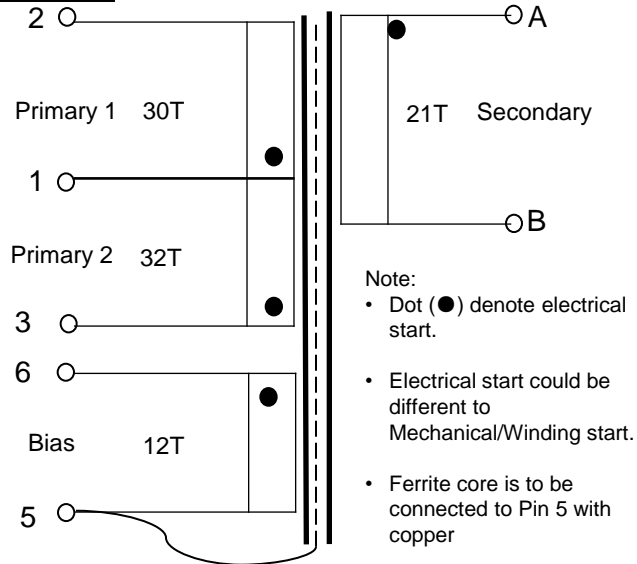 2
A
Primary 1 30T
21T Secondary
1
B
Primary 2 32T
3
6
Bias 12T
5
Note:
• Dot (●) denote electrical
start.
• Electrical start could be
different to
Mechanical/Winding start.
• Ferrite core is to be
connected to Pin 5 with
copper